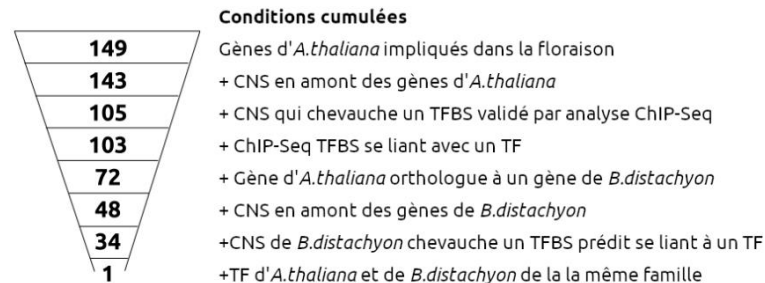 Conditions cumulées
149 Gènes d'A.thaliana impliqués dans la floraison
143 + CNS en amont des gènes d'A.thaliana
105 + CNS qui chevauche un TFBS validé par analyse ChIP-Seq
103 + ChIP-Seq TFBS se liant avec un TF
72 + Gène d'A.thaliana orthologue à un gène de B.distachyon
48 + CNS en amont des gènes de B.distachyon
34 +CNS de B.distachyon chevauche un TFBS prédit se liant à un TF
1 +TF d'A.thaliana et de B.distachyon de la la même famille